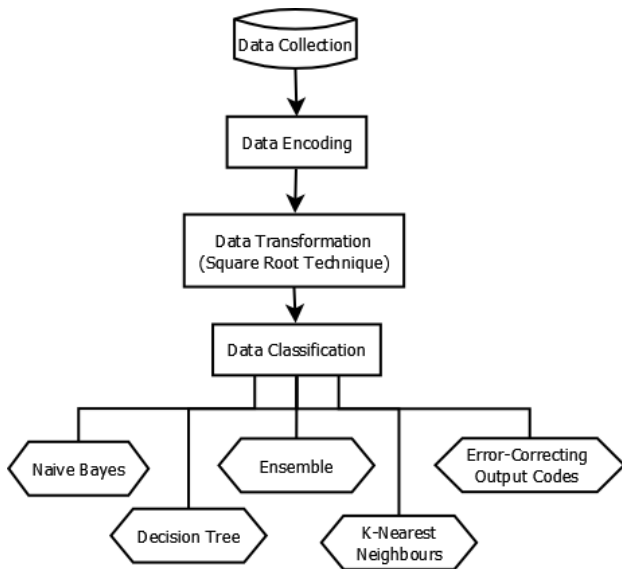 Data Collection
Data Encoding
Data Transformation
(Square Root Technique)
Data Classification
Naive Bayes
Decision Tree
Ensemble
K-Nearest
Neighbours
Error-Correcting
Output Codes